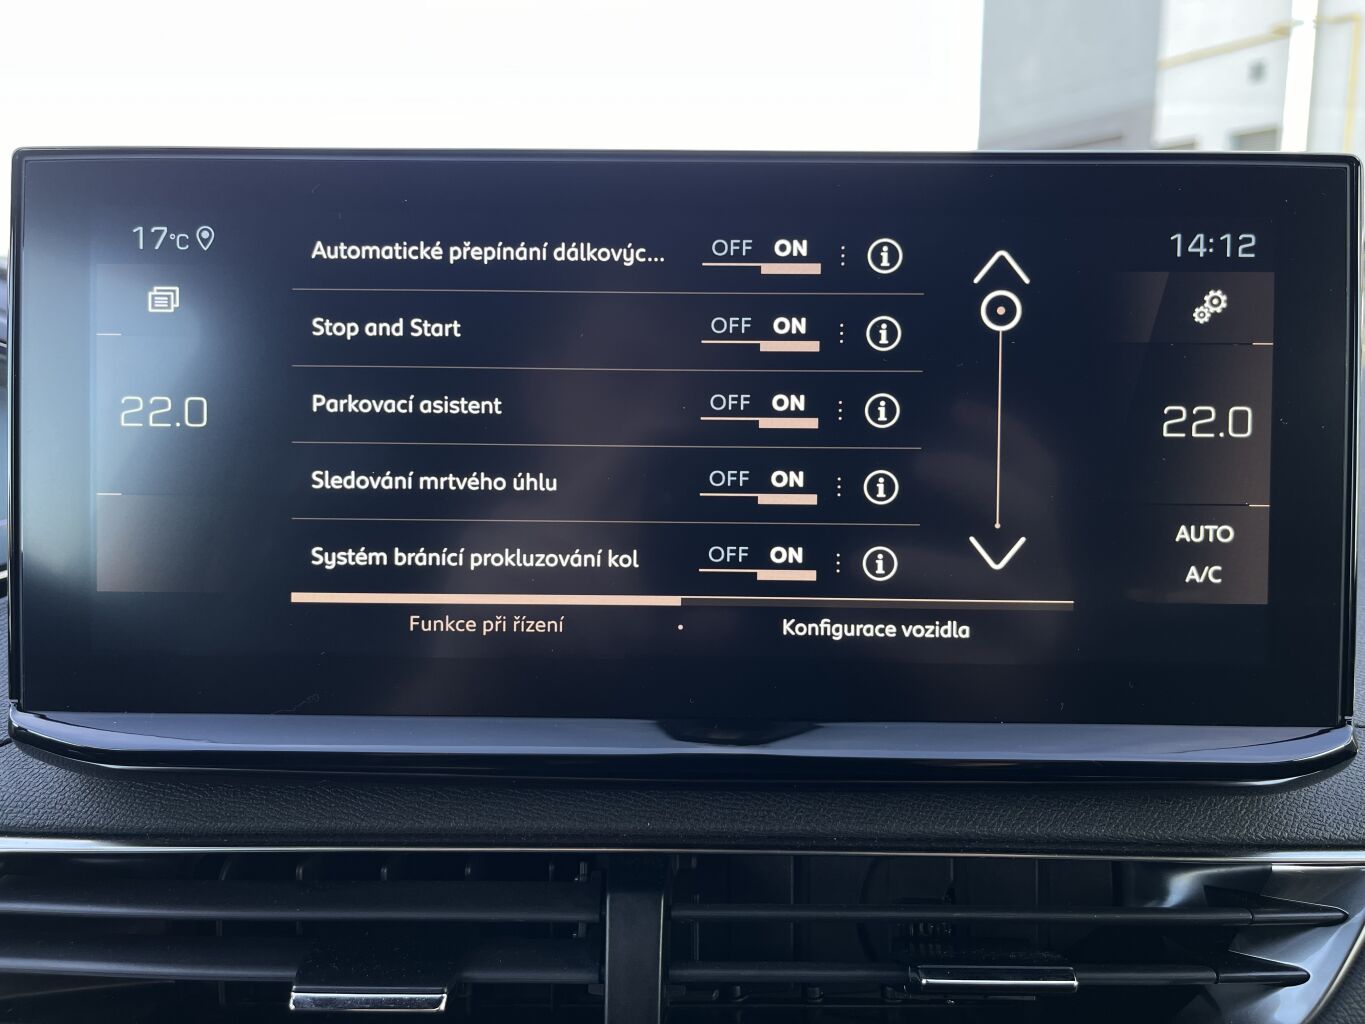 17°C
14:12
Automatické přepínání dálkovýc... OFF ON
Stop and Start OFF ON
22.0
Parkovací asistent OFF ON
22.0
Sledování mrtvého úhlu OFF ON
AUTO
Systém bránící prokluzování kol OFF ON
A/C
Funkce při řízení
Konfigurace vozidla